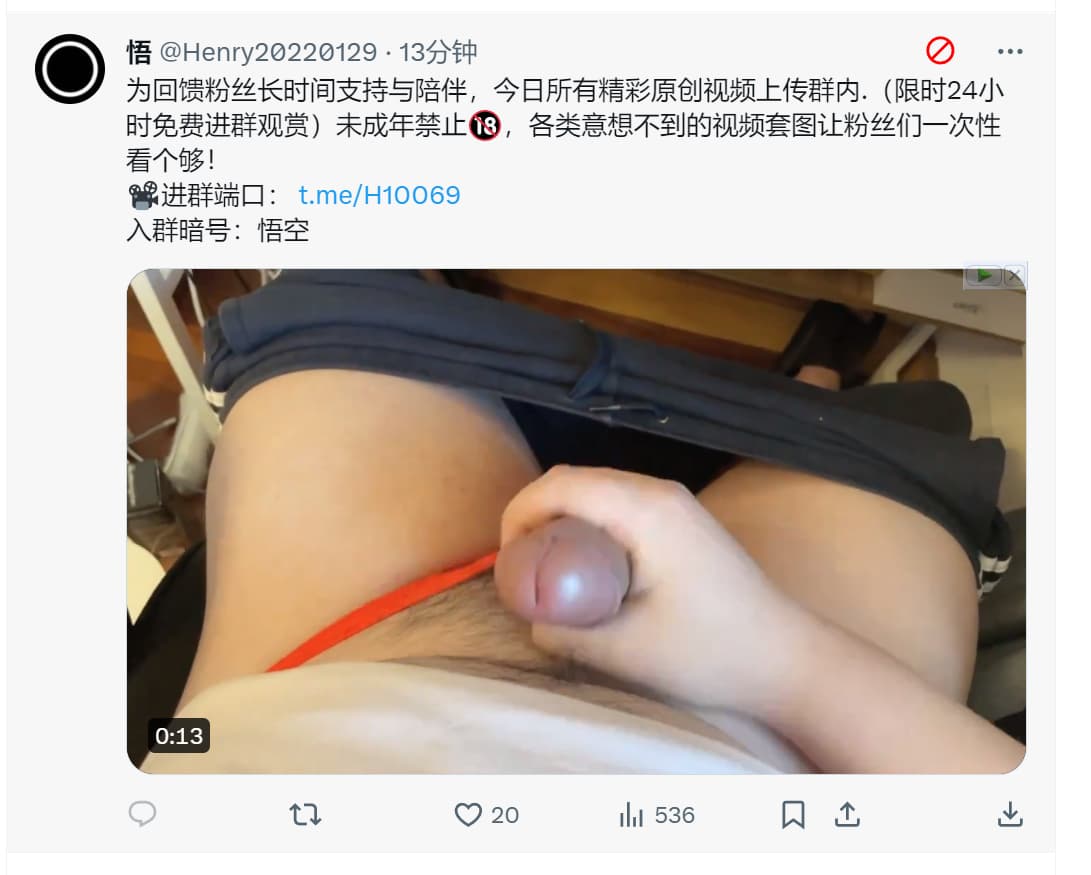 悟 @Henry20220129 · 13分钟
为回馈粉丝长时间支持与陪伴，今日所有精彩原创视频上传群内.（限时24小
时免费进群观赏）未成年禁止🔞，各类意想不到的视频套图让粉丝们一次性
看个够！
🎥进群端口： t.me/H10069
入群暗号：悟空
0:13
20
536